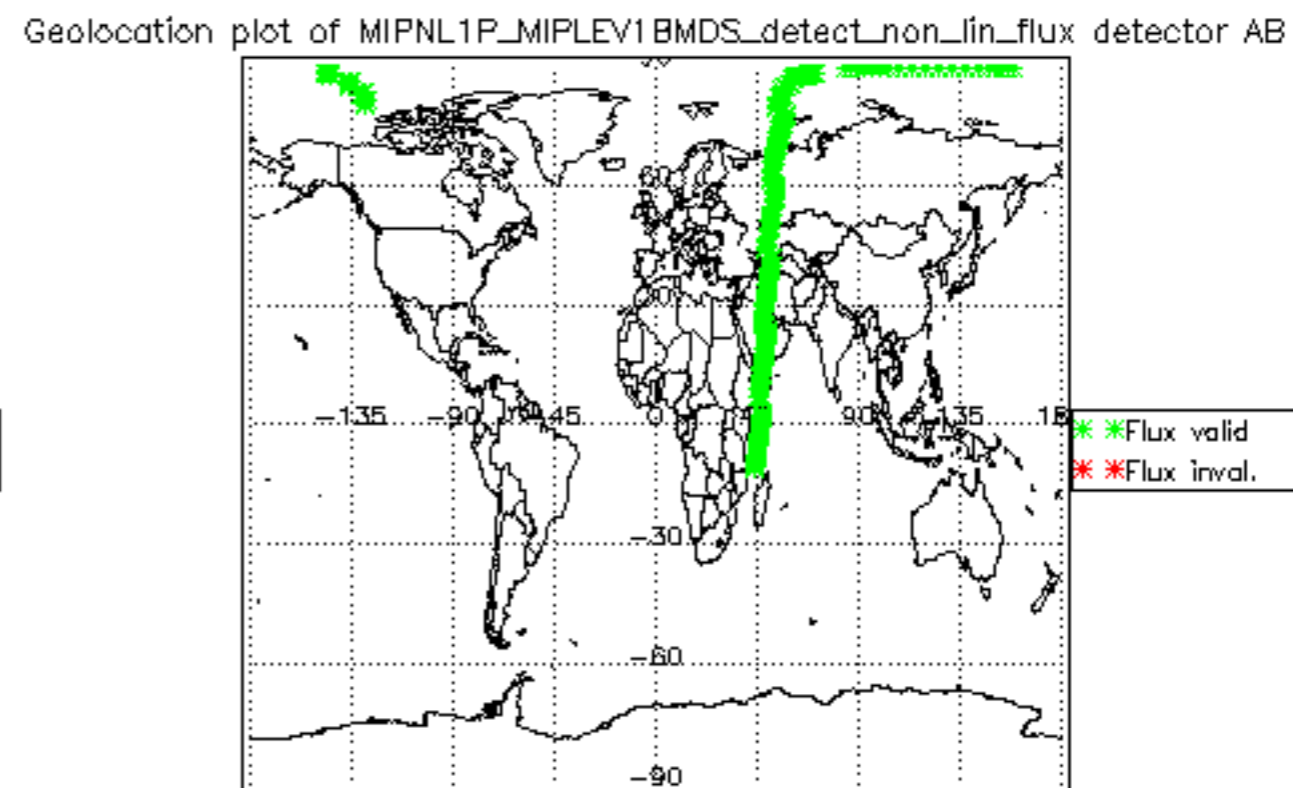 Geolocation plot of MIPNL1P_MIPLEV1BMDS_detect_non_lin_flux detector AB
60
-135 -90 -45 0 90 135
Flux valid
Flux inval.
-30
-60
-90